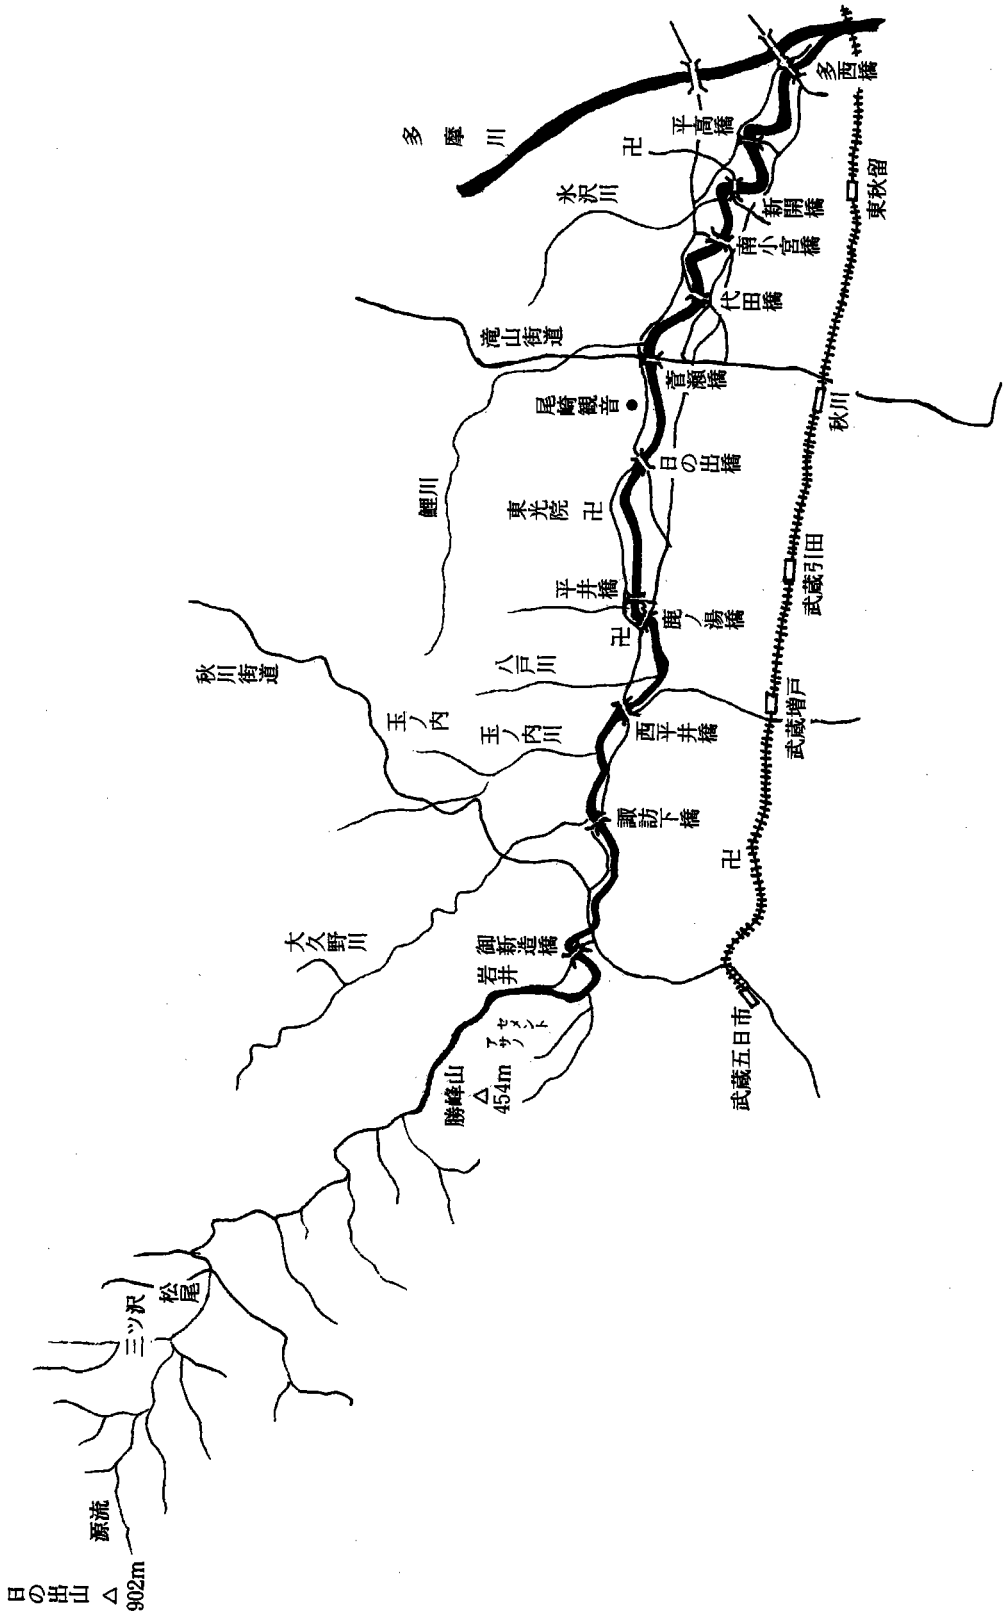 日の出山
902m
源流
三ツ沢
松尾
勝峰山
454m
アサノ
セメント
岩井
御新造橋
大久野川
武蔵五日市
諏訪下橋
玉ノ内川
玉ノ内
秋川街道
西平井橋
八戸川
武蔵増戸
鹿ノ湯橋
平井橋
鯉川
東光院
武蔵引田
日の出橋
尾崎観音
菅瀬橋
秋川
滝山街道
代田橋
南小宮橋
新開橋
氷沢川
東秋留
平高橋
多摩川
多西橋